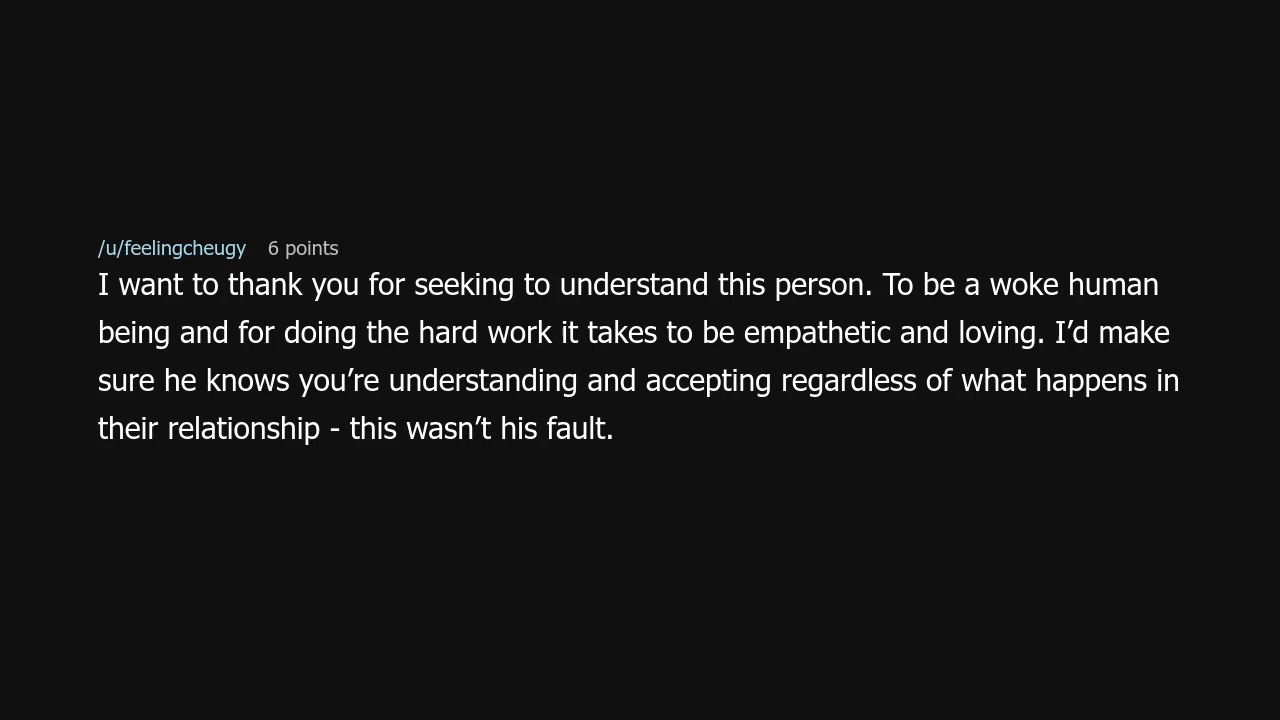 /u/feelingcheugy 6 points
I want to thank you for seeking to understand this person. To be a woke human
being and for doing the hard work it takes to be empathetic and loving. I’d make
sure he knows you’re understanding and accepting regardless of what happens in
their relationship - this wasn’t his fault.